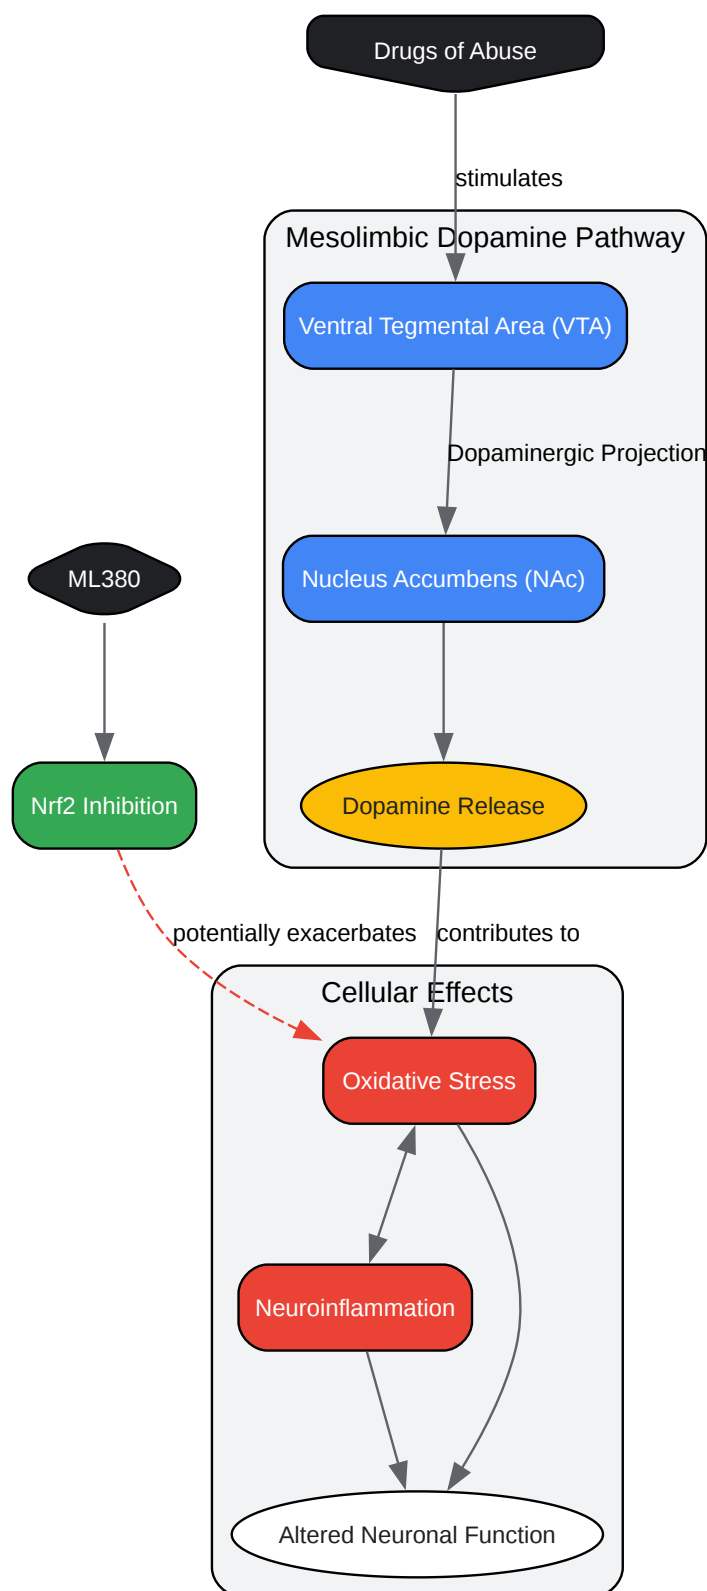 Drugs of Abuse
stimulates
Mesolimbic Dopamine Pathway
Ventral Tegmental Area (VTA)
Dopaminergic Projection
ML380
Nucleus Accumbens (NAc)
Nrf2 Inhibition
Dopamine Release
potentially exacerbates
contributes to
Cellular Effects
Oxidative Stress
Neuroinflammation
Altered Neuronal Function